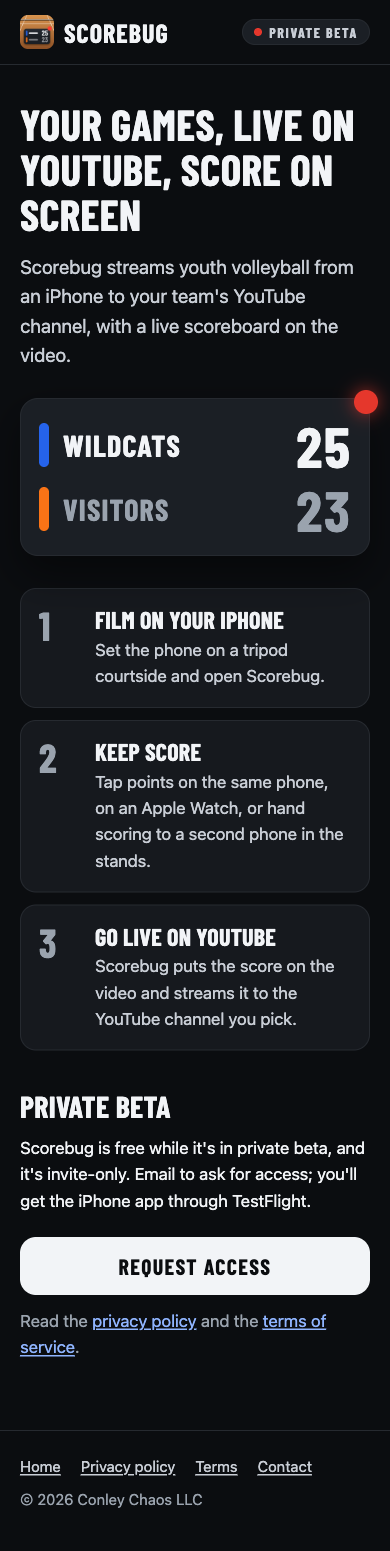 SCOREBUG
PRIVATE BETA
YOUR GAMES, LIVE ON
YOUTUBE, SCORE ON
SCREEN
Scorebug streams youth volleyball from
an iPhone to your team's YouTube
channel, with a live scoreboard on the
video.
WILDCATS 25
VISITORS 23
1 FILM ON YOUR IPHONE
Set the phone on a tripod
courtside and open Scorebug.
2 KEEP SCORE
Tap points on the same phone,
on an Apple Watch, or hand
scoring to a second phone in the
stands.
3 GO LIVE ON YOUTUBE
Scorebug puts the score on the
video and streams it to the
YouTube channel you pick.
PRIVATE BETA
Scorebug is free while it's in private beta, and
it's invite-only. Email to ask for access; you'll
get the iPhone app through TestFlight.
REQUEST ACCESS
Read the privacy policy and the terms of
service.
Home Privacy policy Terms Contact
© 2026 Conley Chaos LLC